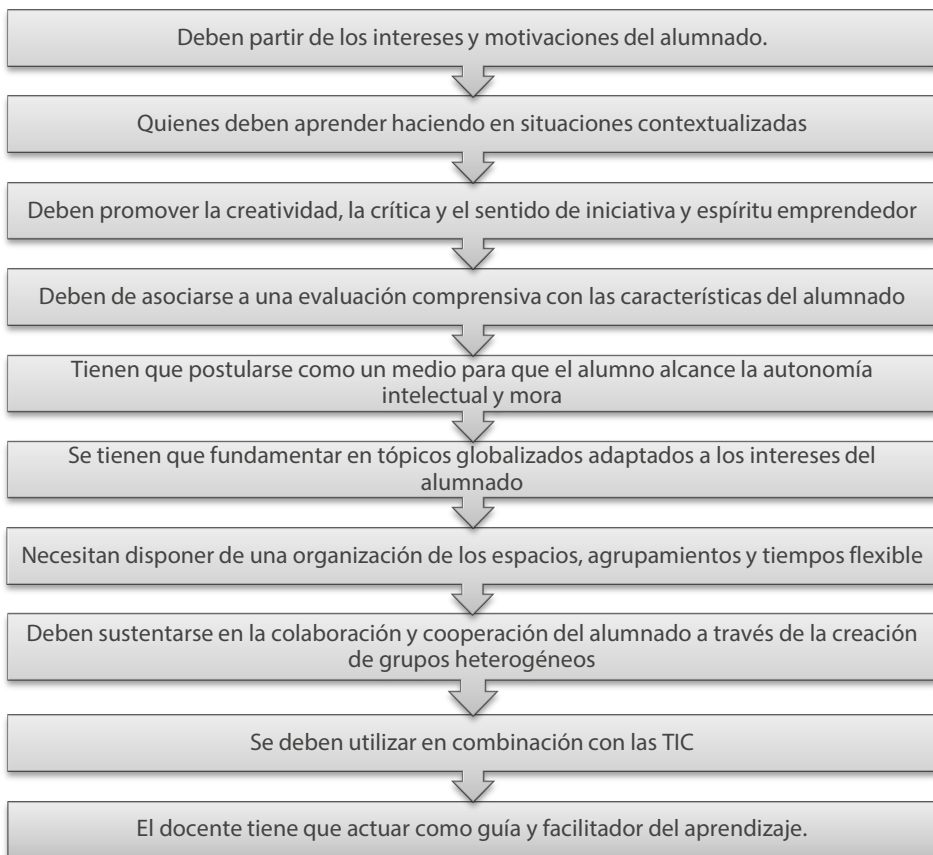 Deben partir de los intereses y motivaciones del alumnado.
Quienes deben aprender haciendo en situaciones contextualizadas
Deben promover la creatividad, la crítica y el sentido de iniciativa y espíritu emprendedor
Deben de asociarse a una evaluación comprensiva con las características del alumnado
Tienen que postularse como un medio para que el alumno alcance la autonomía
intelectual y mora
Se tienen que fundamentar en tópicos globalizados adaptados a los intereses del
alumnado
Necesitan disponer de una organización de los espacios, agrupamientos y tiempos flexible
Deben sustentarse en la colaboración y cooperación del alumnado a través de la creación
de grupos heterogéneos
Se deben utilizar en combinación con las TIC
El docente tiene que actuar como guía y facilitador del aprendizaje.